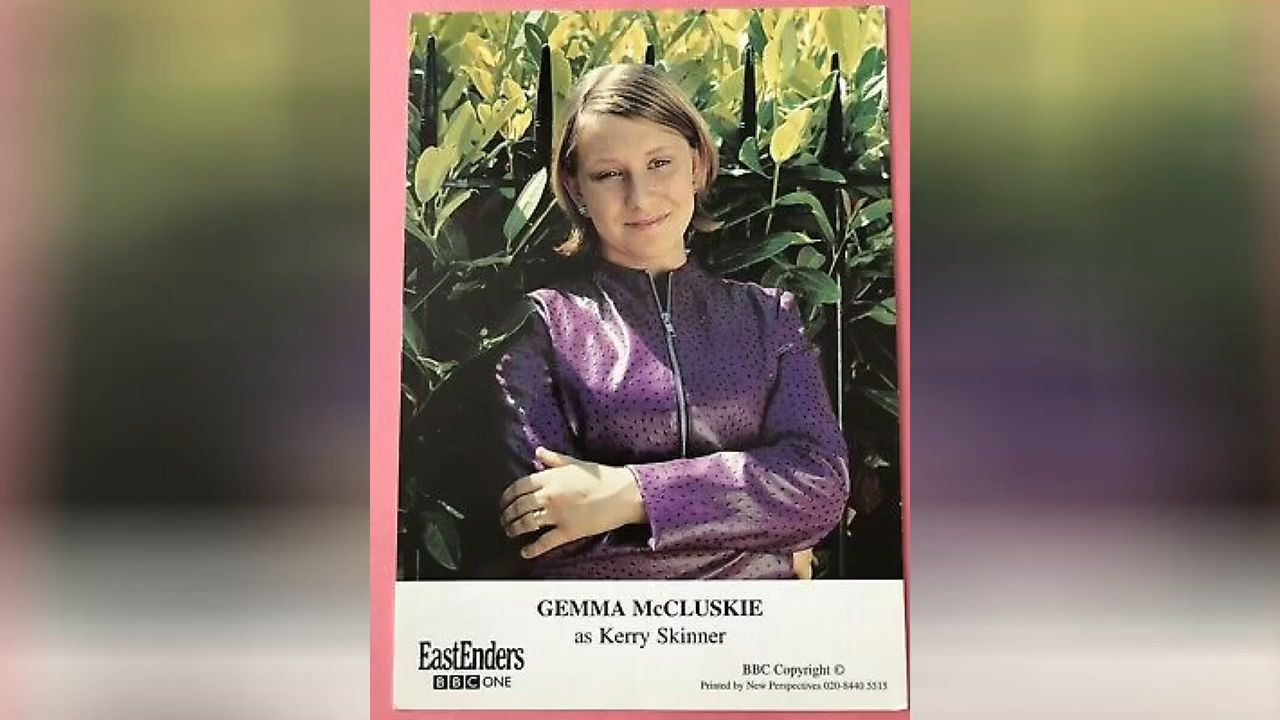 GEMMA McCLUSKIE
as Kerry Skinner
EastEnders
BBC ONE
BBC Copyright ©
Printed by New Perspectives 020-8440 5515